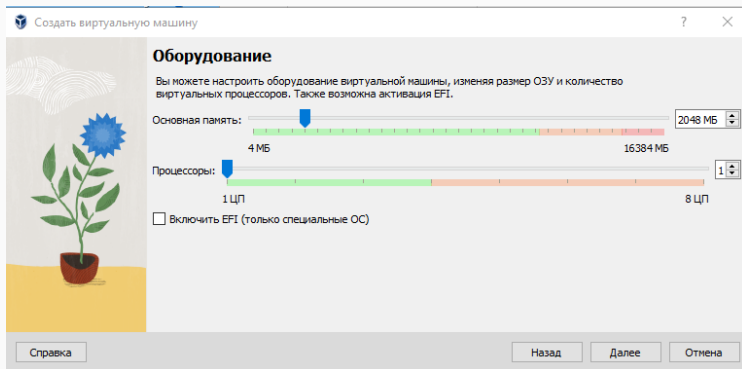 Создать виртуальную машину
?
Оборудование
Вы можете настроить оборудование виртуальной машины, изменяя размер ОЗУ и количество
виртуальных процессоров. Также возможна активация EFI.
Основная память: 2048 МБ
4 МБ 16384 МБ
Процессоры: 1
1 ЦП 8 ЦП
Включить EFI (только специальные ОС)
Справка Назад Далее Отмена